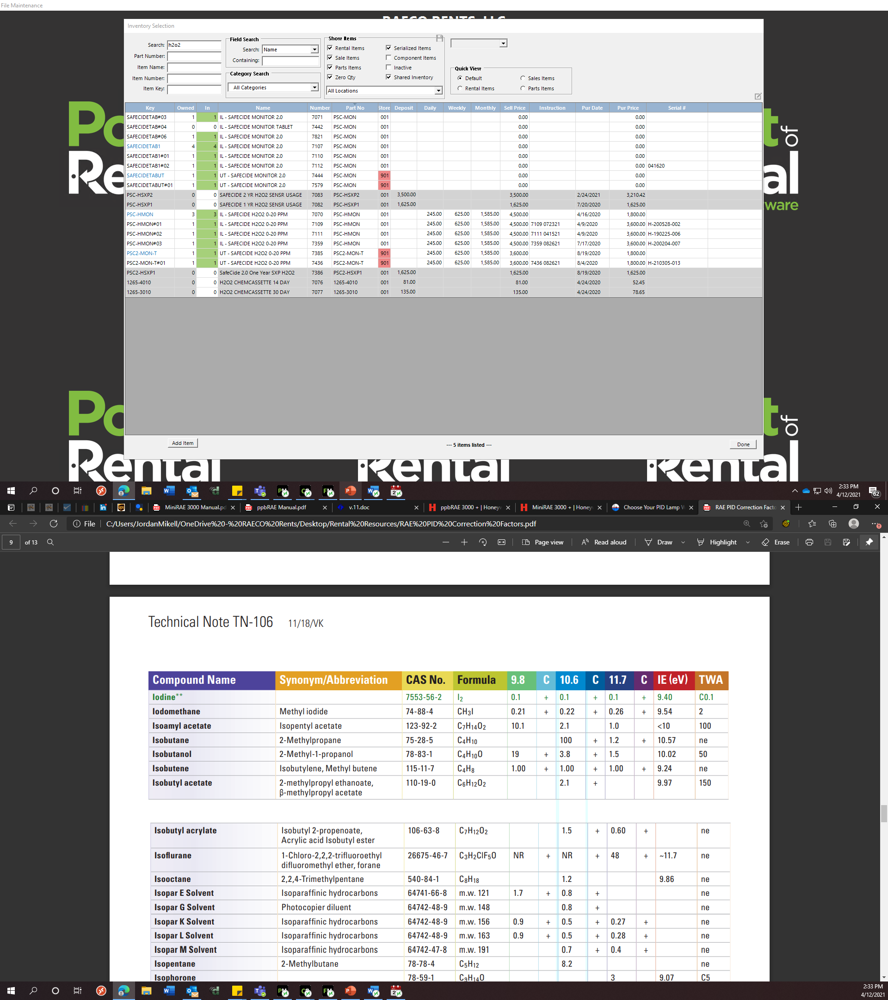 File Maintenance
RAECO RENTS, LLC
Inventory Selection
Search: h2o2
Part Number:
Item Name:
Item Number:
Item Key:
Field Search
Search: Name
Containing:
Category Search
All Categories
Show Items
Rental Items Serialized Items
Sale Items Component Items
Parts Items Inactive
Zero Qty Shared Inventory
All Locations
Quick View
Default Sales Items
Rental Items Parts Items
Key Owned In Name Number Part No Store Deposit Daily Weekly Monthly Sell Price Instruction Pur Date Pur Price Serial #
SAFECIDETAB#03 1 1 IL - SAFECIDE MONITOR 2.0 7071 PSC-MON 001 0.00 0.00
SAFECIDETAB#04 0 0 IL - SAFECIDE MONITOR TABLET 7442 PSC-MON 001 0.00 0.00
SAFECIDETAB#06 1 1 IL - SAFECIDE MONITOR 2.0 7821 PSC-MON 001 0.00 0.00
SAFECIDETAB1 4 4 IL - SAFECIDE MONITOR 2.0 7107 PSC-MON 001 0.00 0.00
SAFECIDETAB1#01 1 1 IL - SAFECIDE MONITOR 2.0 7110 PSC-MON 001 0.00 0.00
SAFECIDETAB1#02 1 1 IL - SAFECIDE MONITOR 2.0 7112 PSC-MON 001 0.00 0.00 041620
SAFECIDETABUT 1 1 UT - SAFECIDE MONITOR 2.0 7444 PSC-MON 901 0.00 0.00
SAFECIDETABUT#01 1 1 UT - SAFECIDE MONITOR 2.0 7579 PSC-MON 901 0.00 0.00
PSC-HSXP2 0 0 SAFECIDE 2 YR H2O2 SENSR USAGE 7083 PSC-HSXP2 001 3,500.00 3,500.00 2/24/2021 3,210.42
PSC-HSXP1 0 0 SAFECIDE 1 YR H2O2 SENSR USAGE 7082 PSC-HSXP1 001 1,625.00 1,625.00 7/20/2020 1,625.00
PSC-HMON 3 3 IL - SAFECIDE H2O2 0-20 PPM 7070 PSC-HMON 001 245.00 625.00 1,585.00 4,500.00 4/16/2020 1,800.00
PSC-HMON#01 1 1 IL - SAFECIDE H2O2 0-20 PPM 7109 PSC-HMON 001 245.00 625.00 1,585.00 4,500.00 7109 072321 4/9/2020 3,600.00 H-200528-002
PSC-HMON#02 1 1 IL - SAFECIDE H2O2 0-20 PPM 7111 PSC-HMON 001 245.00 625.00 1,585.00 4,500.00 7111 041521 4/9/2020 3,600.00 H-190225-006
PSC-HMON#03 1 1 IL - SAFECIDE H2O2 0-20 PPM 7359 PSC-HMON 001 245.00 625.00 1,585.00 4,500.00 7359 082621 7/17/2020 3,600.00 H-200204-007
PSC2-MON-T 1 1 UT - SAFECIDE H2O2 0-20 PPM 7385 PSC2-MON-T 901 245.00 625.00 1,585.00 3,600.00 8/19/2020 1,800.00
PSC2-MON-T#01 1 1 UT - SAFECIDE H2O2 0-20 PPM 7436 PSC2-MON-T 901 245.00 625.00 1,585.00 3,600.00 7436 082621 8/4/2020 1,800.00 H-210305-013
PSC2-HSXP1 0 0 SafeCide 2.0 One Year SXP H2O2 7386 PSC2-HSXP1 001 1,625.00 1,625.00 8/19/2020 1,625.00
1265-4010 0 0 H2O2 CHEMCASSETTE 14 DAY 7076 1265-4010 001 81.00 81.00 4/24/2020 52.45
1265-3010 0 0 H2O2 CHEMCASSETTE 30 DAY 7077 1265-3010 001 135.00 135.00 4/24/2020 78.65
Add Item --- 5 items listed --- Done
Rental Rental Rental
2:33 PM
4/12/2021
62
MiniRAE 3000 Manual.pd ppbRAE Manual.pdf v.11.doc ppbRAE 3000 + | Honeyw MiniRAE 3000 + | Honey Choose Your PID Lamp W RAE PID Correction Facto
File C:/Users/JordanMikell/OneDrive%20-%20RAECO%20Rents/Desktop/Rental%20Resources/RAE%20PID%20Correction%20Factors.pdf
9 of 13 Page view Read aloud Draw Highlight Erase
Technical Note TN-106 11/18/VK
Compound Name Synonym/Abbreviation CAS No. Formula 9.8 C 10.6 C 11.7 C IE (eV) TWA
Iodine** 7553-56-2 I2 0.1 + 0.1 + 0.1 + 9.40 C0.1
Iodomethane Methyl iodide 74-88-4 CH3I 0.21 + 0.22 + 0.26 + 9.54 2
Isoamyl acetate Isopentyl acetate 123-92-2 C7H14O2 10.1 2.1 1.0 <10 100
Isobutane 2-Methylpropane 75-28-5 C4H10 100 + 1.2 + 10.57 ne
Isobutanol 2-Methyl-1-propanol 78-83-1 C4H10O 19 + 3.8 + 1.5 10.02 50
Isobutene Isobutylene, Methyl butene 115-11-7 C4H8 1.00 + 1.00 + 1.00 + 9.24 ne
Isobutyl acetate 2-methylpropyl ethanoate, 110-19-0 C6H12O2 2.1 + 9.97 150
β-methylpropyl acetate
Isobutyl acrylate Isobutyl 2-propenoate, 106-63-8 C7H12O2 1.5 + 0.60 + ne
Acrylic acid Isobutyl ester
Isoflurane 1-Chloro-2,2,2-trifluoroethyl 26675-46-7 C3H2ClF5O NR + NR + 48 + ~11.7 ne
difluoromethyl ether, forane
Isooctane 2,2,4-Trimethylpentane 540-84-1 C8H18 1.2 9.86 ne
Isopar E Solvent Isoparaffinic hydrocarbons 64741-66-8 m.w. 121 1.7 + 0.8 + ne
Isopar G Solvent Photocopier diluent 64742-48-9 m.w. 148 0.8 + ne
Isopar K Solvent Isoparaffinic hydrocarbons 64742-48-9 m.w. 156 0.9 + 0.5 + 0.27 + ne
Isopar L Solvent Isoparaffinic hydrocarbons 64742-48-9 m.w. 163 0.9 + 0.5 + 0.28 + ne
Isopar M Solvent Isoparaffinic hydrocarbons 64742-47-8 m.w. 191 0.7 + 0.4 + ne
Isopentane 2-Methylbutane 78-78-4 C5H12 8.2 ne
Isophorone 78-59-1 C9H14O 3 9.07 C5
2:33 PM
4/12/2021